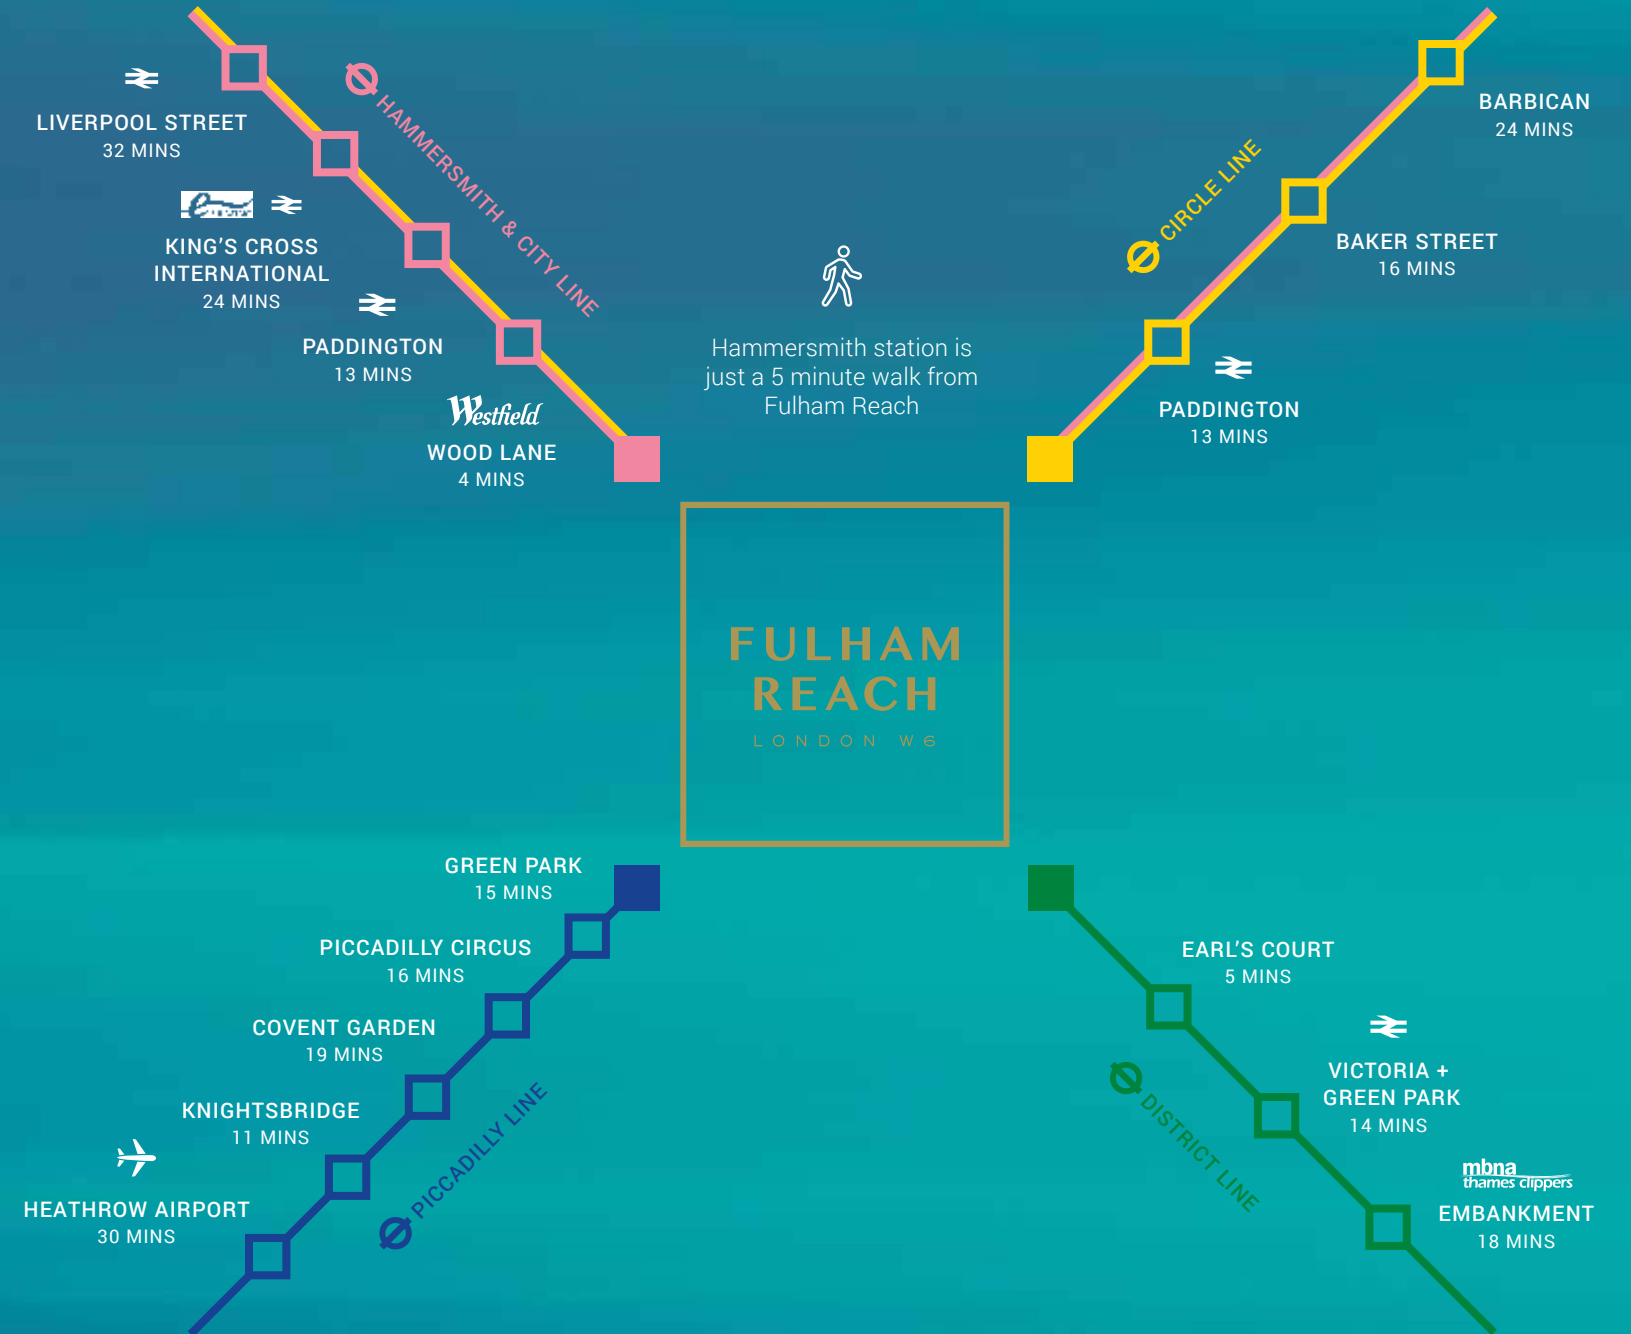 LIVERPOOL STREET
32 MINS
KING'S CROSS
INTERNATIONAL
24 MINS
PADDINGTON
13 MINS
Westfield
WOOD LANE
4 MINS
HAMMERSMITH & CITY LINE
Hammersmith station is
just a 5 minute walk from
Fulham Reach
CIRCLE LINE
BARBICAN
24 MINS
BAKER STREET
16 MINS
PADDINGTON
13 MINS
FULHAM
REACH
LONDON W6
GREEN PARK
15 MINS
PICCADILLY CIRCUS
16 MINS
COVENT GARDEN
19 MINS
KNIGHTSBRIDGE
11 MINS
HEATHROW AIRPORT
30 MINS
PICCADILLY LINE
EARL'S COURT
5 MINS
VICTORIA +
GREEN PARK
14 MINS
mbna
thames clippers
EMBANKMENT
18 MINS
DISTRICT LINE